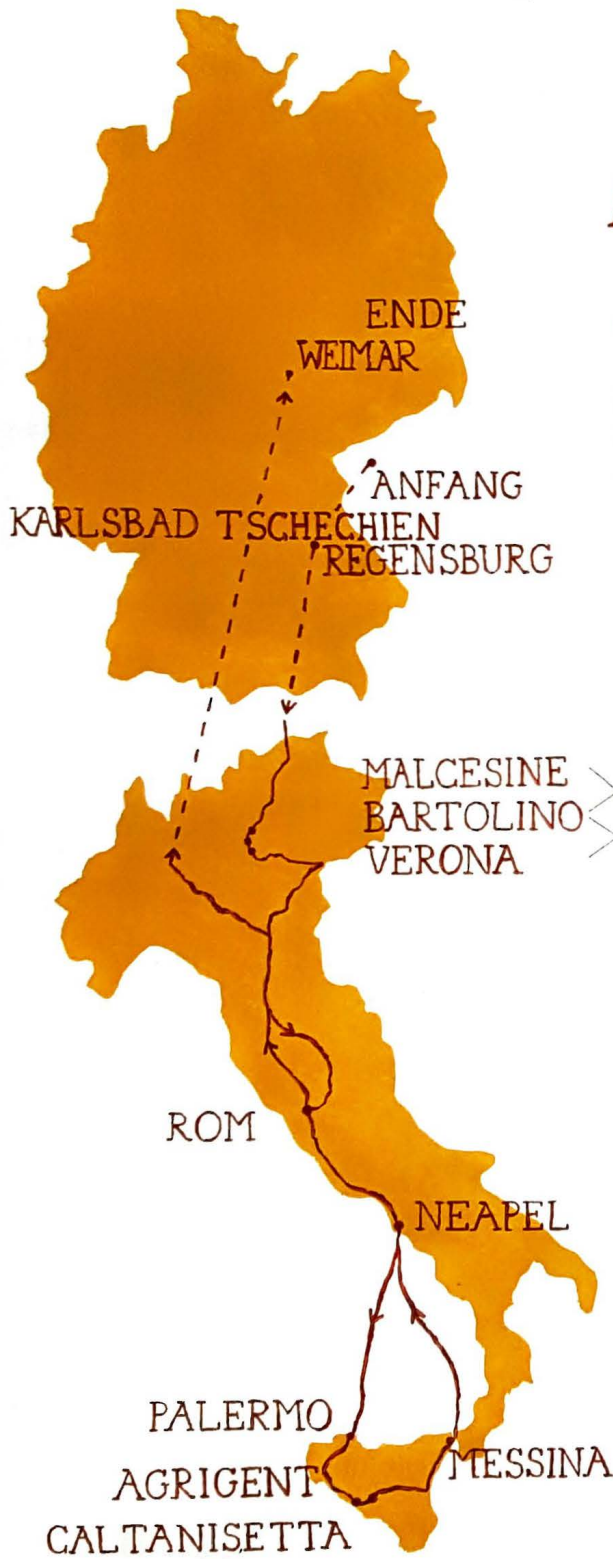 ENDE
WEIMAR
ANFANG
KARLSBAD TSCHECHIEN
REGENSBURG
MALCESINE
BARTOLINO
VERONA
ROM
NEAPEL
PALERMO
MESSINA
AGRIGENT
CALTANISETTA